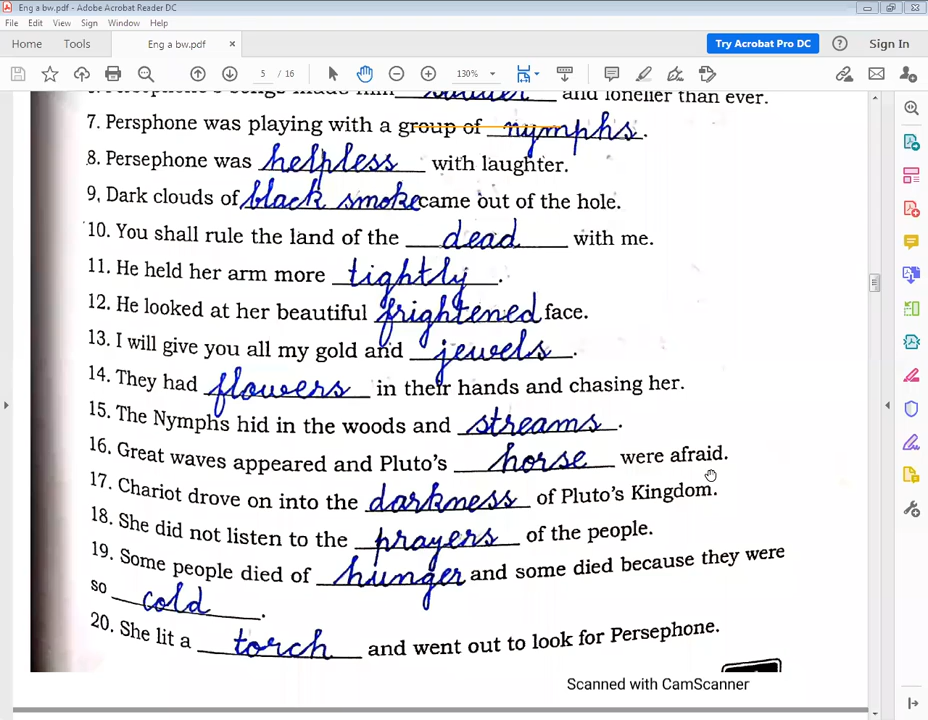 Eng a bw.pdf - Adobe Acrobat Reader DC
File Edit View Sign Window Help
Home Tools Eng a bw.pdf × Try Acrobat Pro DC Sign In
5 / 16 130%
and lonelier than ever.
7. Persphone was playing with a group of nymphs.
8. Persephone was helpless with laughter.
9. Dark clouds of black smoke came out of the hole.
10. You shall rule the land of the dead with me.
11. He held her arm more tightly.
12. He looked at her beautiful frightened face.
13. I will give you all my gold and jewels.
14. They had flowers in their hands and chasing her.
15. The Nymphs hid in the woods and streams.
16. Great waves appeared and Pluto's horse were afraid.
17. Chariot drove on into the darkness of Pluto's Kingdom.
18. She did not listen to the prayers of the people.
19. Some people died of hunger and some died because they were
so cold.
20. She lit a torch and went out to look for Persephone.
Scanned with CamScanner